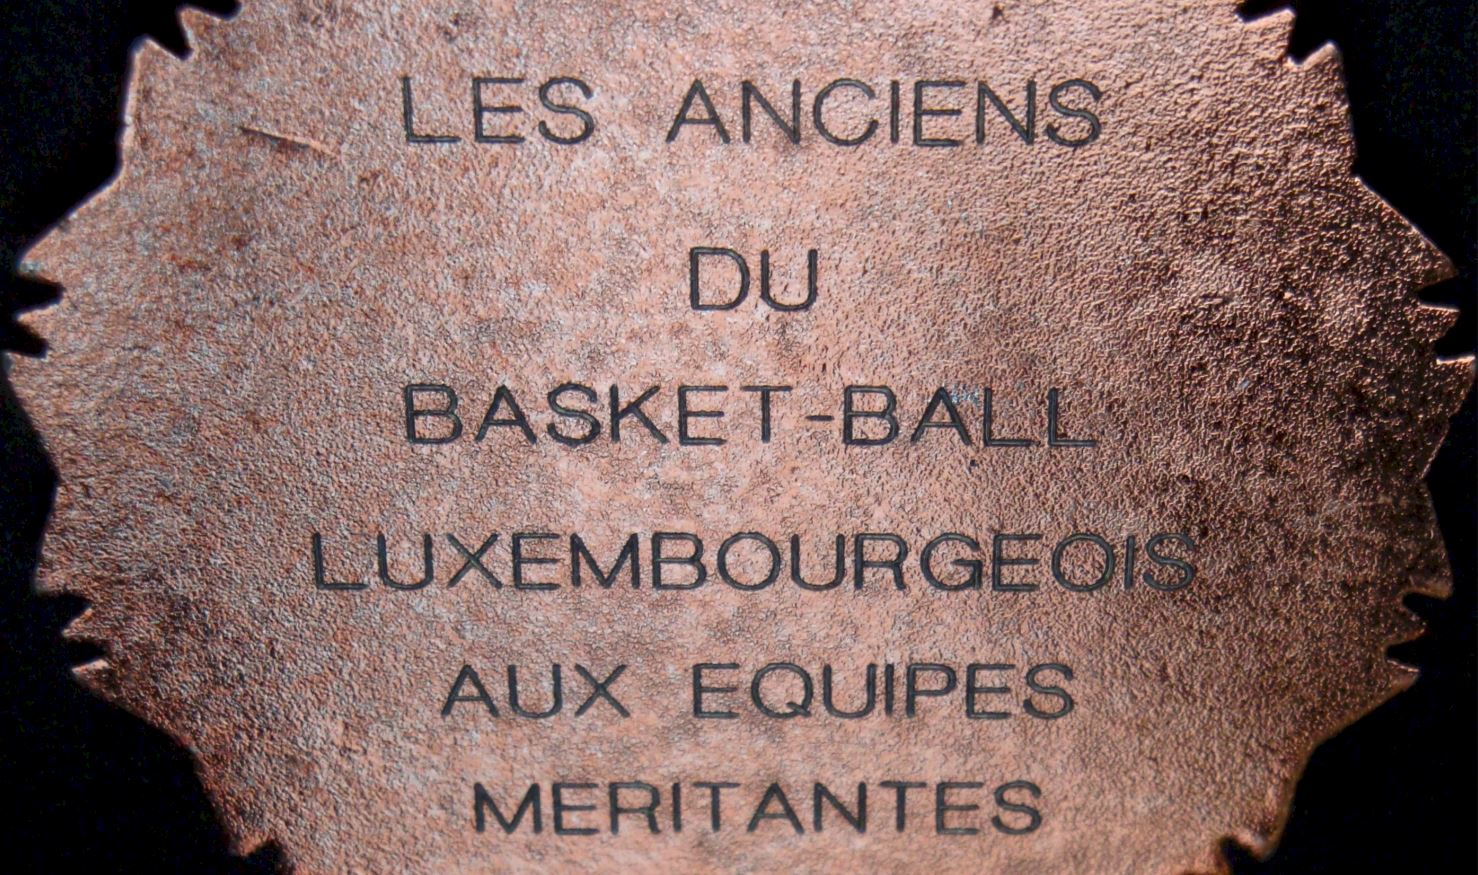 LES ANCIENS
DU
BASKET-BALL
LUXEMBOURGEOIS
AUX EQUIPES
MERITANTES